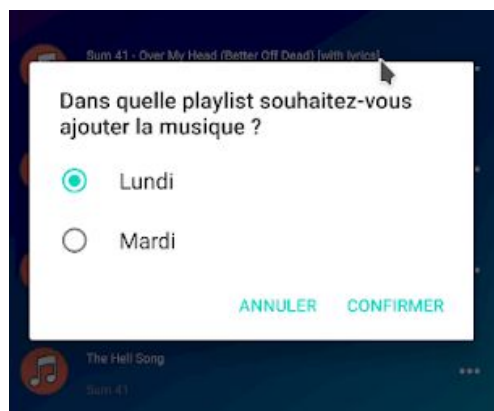 Sum 41 - Over My Head (Better Off Dead) [with lyrics]
Dans quelle playlist souhaitez-vous
ajouter la musique ?
Lundi
Mardi
ANNULER CONFIRMER
The Hell Song
Sum 41